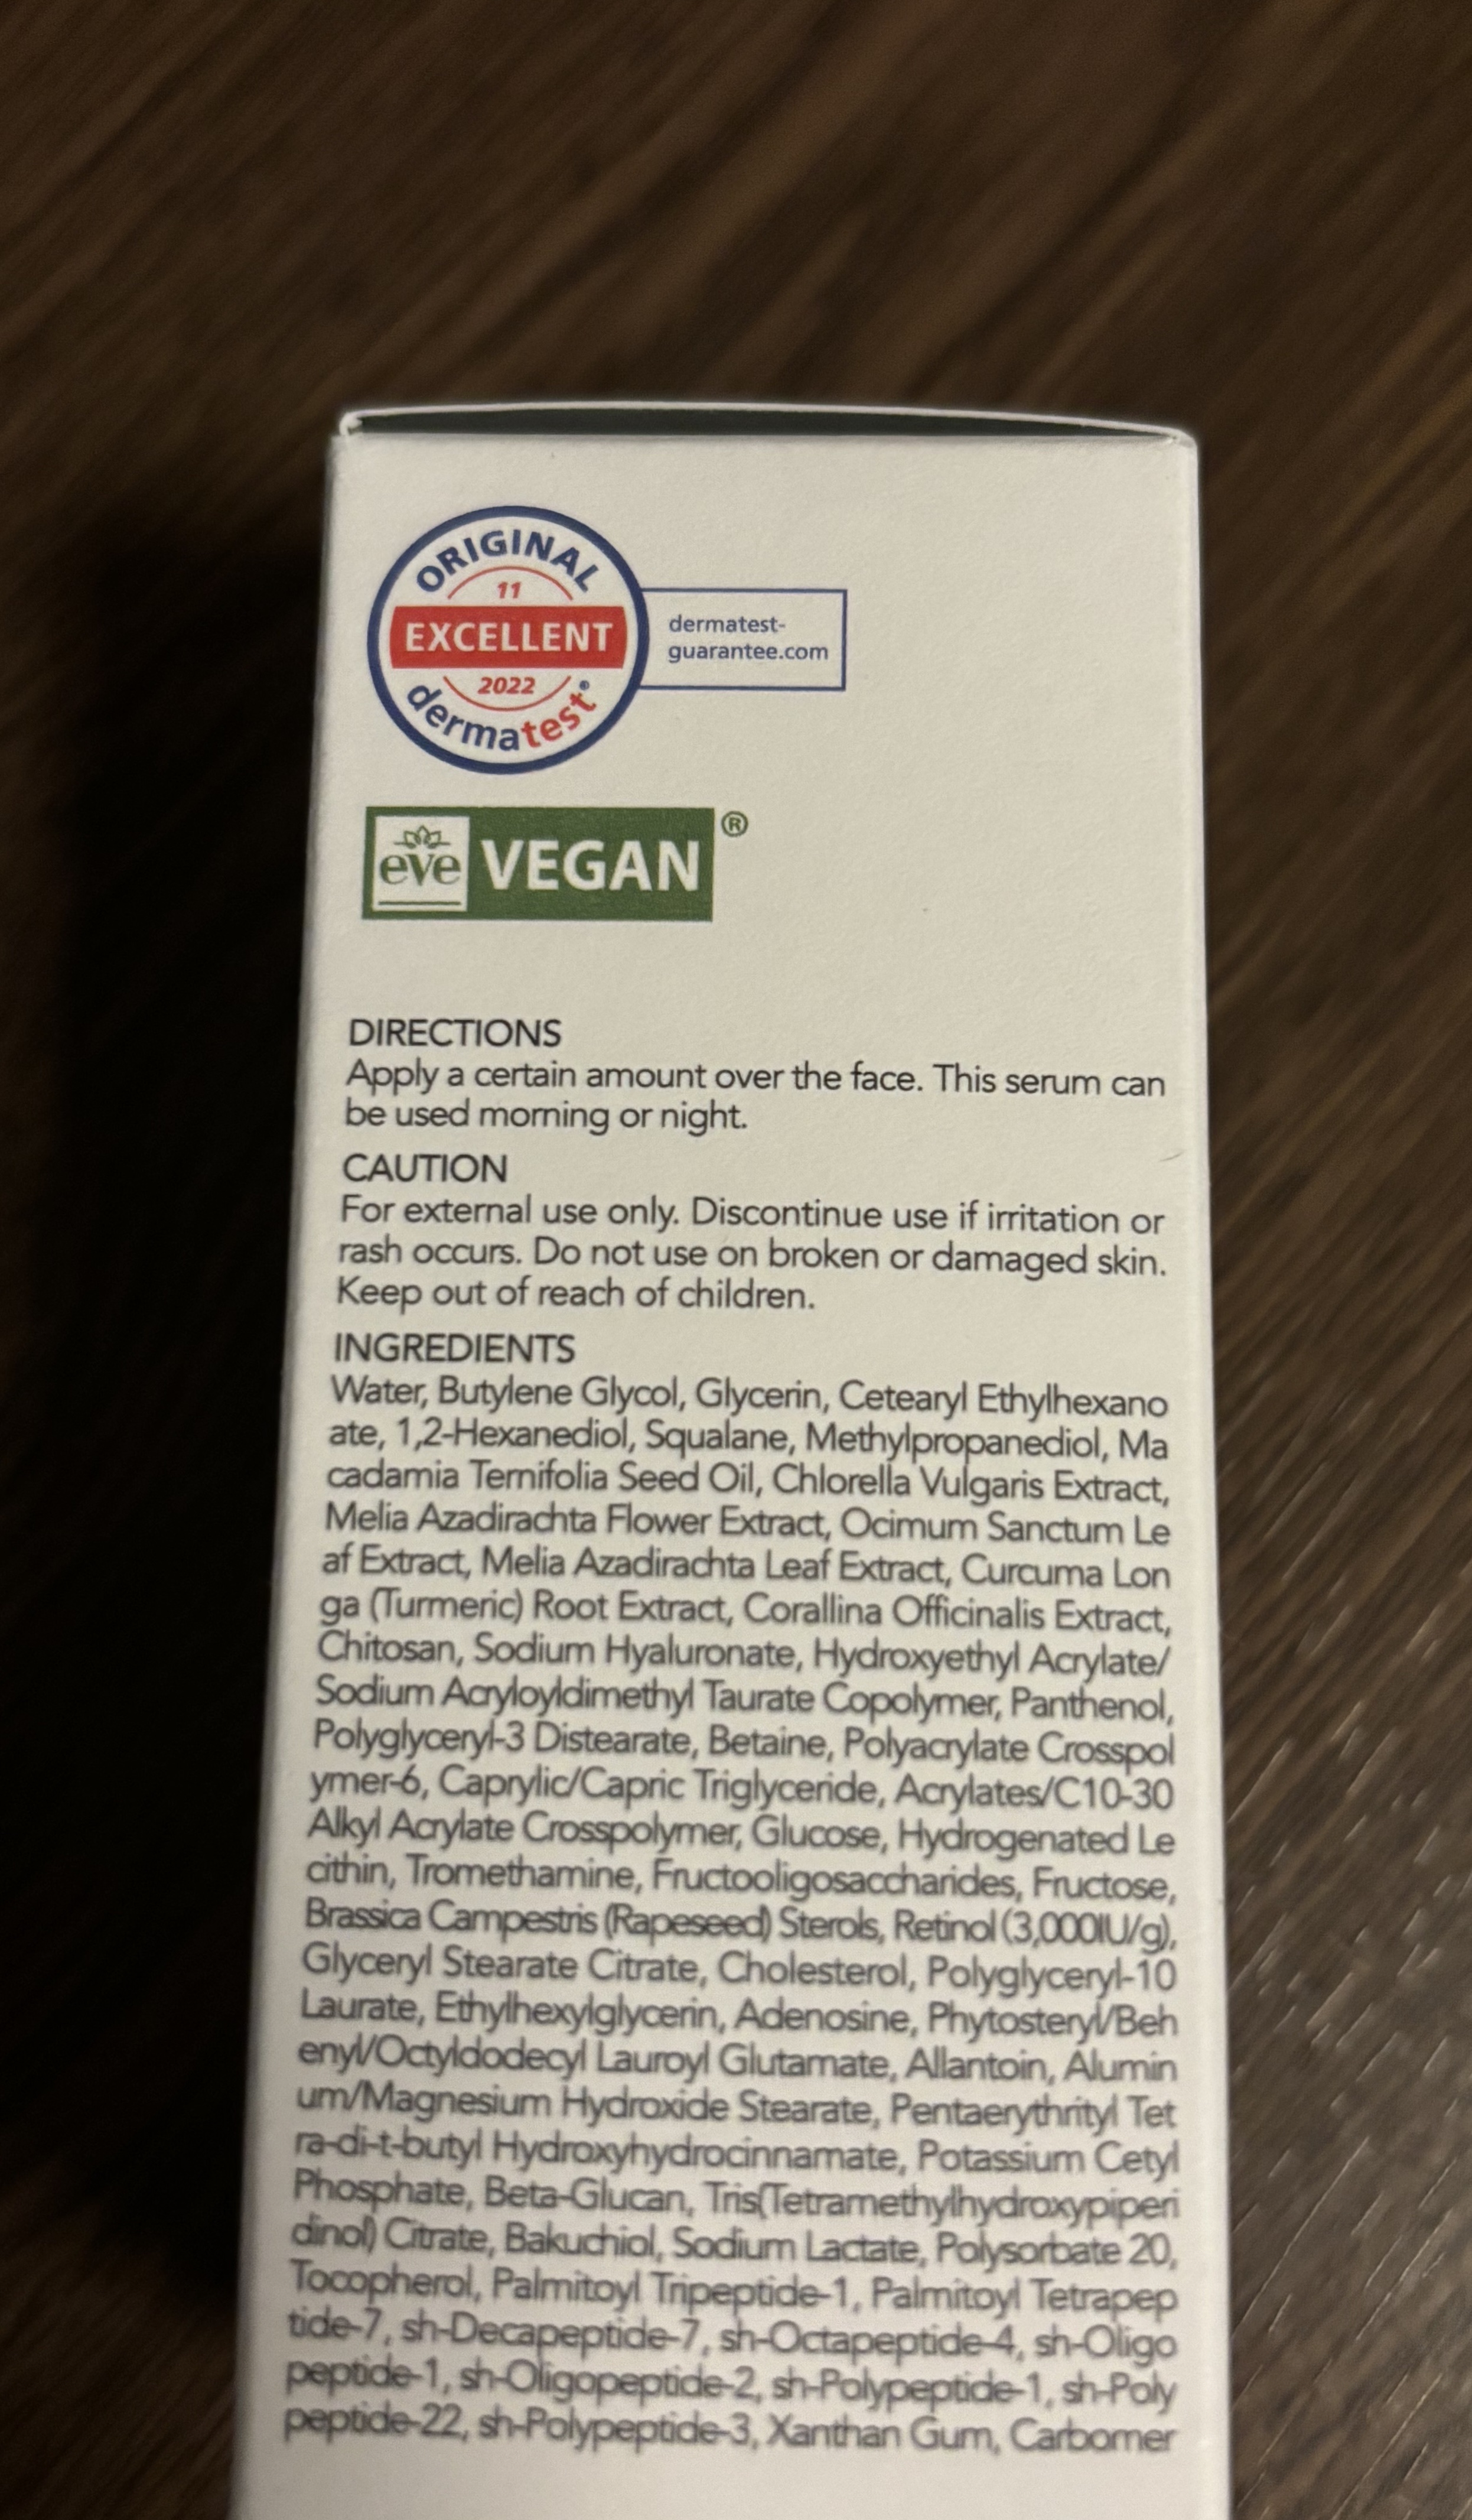 ORIGINAL
11
EXCELLENT
2022
dermatest®
dermatest-
guarantee.com
eve VEGAN®
DIRECTIONS
Apply a certain amount over the face. This serum can
be used morning or night.
CAUTION
For external use only. Discontinue use if irritation or
rash occurs. Do not use on broken or damaged skin.
Keep out of reach of children.
INGREDIENTS
Water, Butylene Glycol, Glycerin, Cetearyl Ethylhexano
ate, 1,2-Hexanediol, Squalane, Methylpropanediol, Ma
cadamia Ternifolia Seed Oil, Chlorella Vulgaris Extract,
Melia Azadirachta Flower Extract, Ocimum Sanctum Le
af Extract, Melia Azadirachta Leaf Extract, Curcuma Lon
ga (Turmeric) Root Extract, Corallina Officinalis Extract,
Chitosan, Sodium Hyaluronate, Hydroxyethyl Acrylate/
Sodium Acryloyldimethyl Taurate Copolymer, Panthenol,
Polyglyceryl-3 Distearate, Betaine, Polyacrylate Crosspol
ymer-6, Caprylic/Capric Triglyceride, Acrylates/C10-30
Alkyl Acrylate Crosspolymer, Glucose, Hydrogenated Le
cithin, Tromethamine, Fructooligosaccharides, Fructose,
Brassica Campestris (Rapeseed) Sterols, Retinol (3,000IU/g),
Glyceryl Stearate Citrate, Cholesterol, Polyglyceryl-10
Laurate, Ethylhexylglycerin, Adenosine, Phytosteryl/Beh
enyl/Octyldodecyl Lauroyl Glutamate, Allantoin, Alumin
um/Magnesium Hydroxide Stearate, Pentaerythrityl Tet
ra-di-t-butyl Hydroxyhydrocinnamate, Potassium Cetyl
Phosphate, Beta-Glucan, Tris(Tetramethylhydroxypiperi
dinol) Citrate, Bakuchiol, Sodium Lactate, Polysorbate 20,
Tocopherol, Palmitoyl Tripeptide-1, Palmitoyl Tetrapep
tide-7, sh-Decapeptide-7, sh-Octapeptide-4, sh-Oligo
peptide-1, sh-Oligopeptide-2, sh-Polypeptide-1, sh-Poly
peptide-22, sh-Polypeptide-3, Xanthan Gum, Carbomer